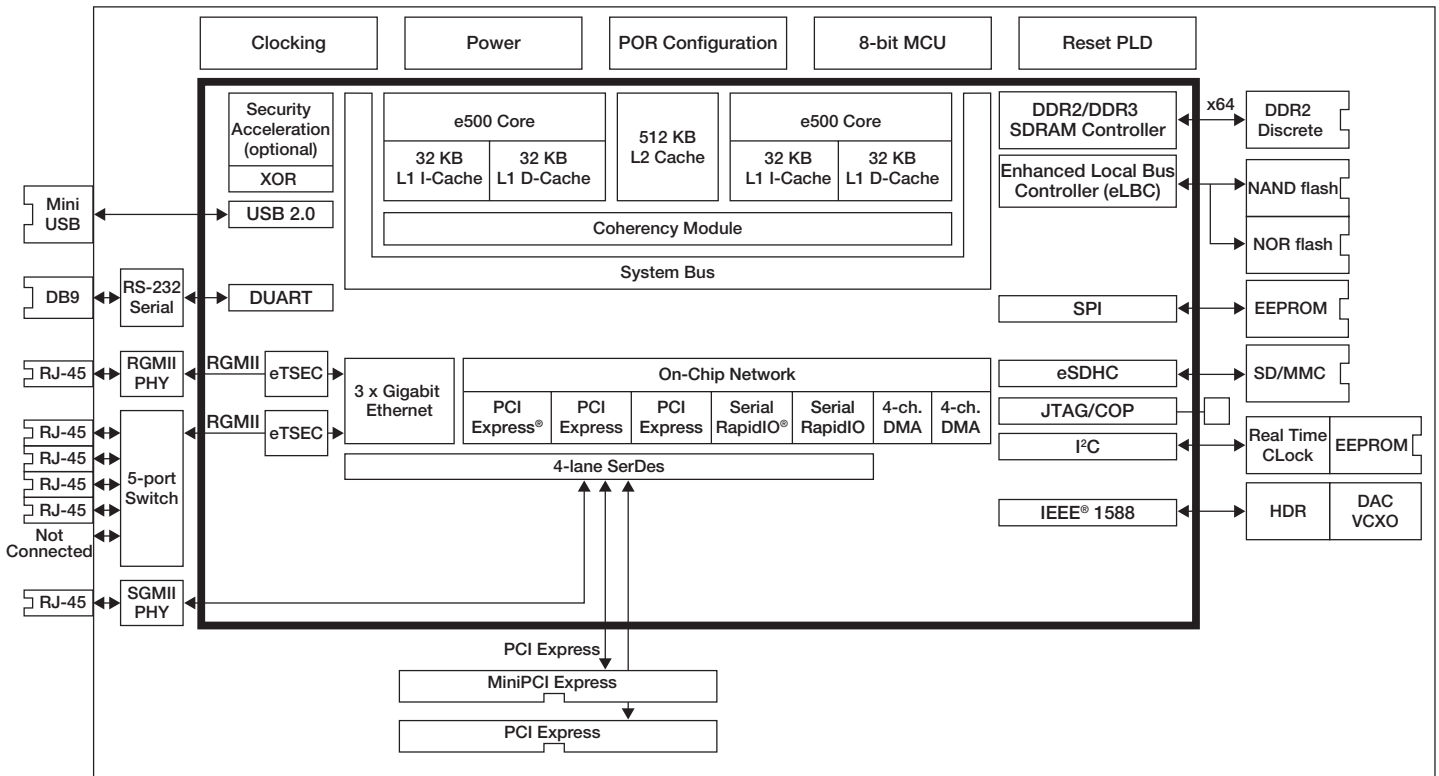 Clocking
Power
POR Configuration
8-bit MCU
Reset PLD
Security
Acceleration
(optional)
XOR
USB 2.0
DUART
e500 Core
32 KB
L1 I-Cache
32 KB
L1 D-Cache
512 KB
L2 Cache
e500 Core
32 KB
L1 I-Cache
32 KB
L1 D-Cache
Coherency Module
System Bus
DDR2/DDR3
SDRAM Controller
x64
DDR2
Discrete
Enhanced Local Bus
Controller (eLBC)
NAND flash
NOR flash
Mini
USB
DB9
RS-232
Serial
SPI
EEPROM
RJ-45
RGMII
PHY
RGMII
eTSEC
3 x Gigabit
Ethernet
On-Chip Network
PCI
Express®
PCI
Express
PCI
Express
Serial
RapidIO®
Serial
RapidIO
4-ch.
DMA
4-ch.
DMA
eSDHC
SD/MMC
JTAG/COP
RJ-45
RJ-45
RJ-45
RJ-45
Not
Connected
5-port
Switch
RGMII
eTSEC
4-lane SerDes
I²C
Real Time
CLock
EEPROM
IEEE® 1588
HDR
DAC
VCXO
RJ-45
SGMII
PHY
PCI Express
MiniPCI Express
PCI Express